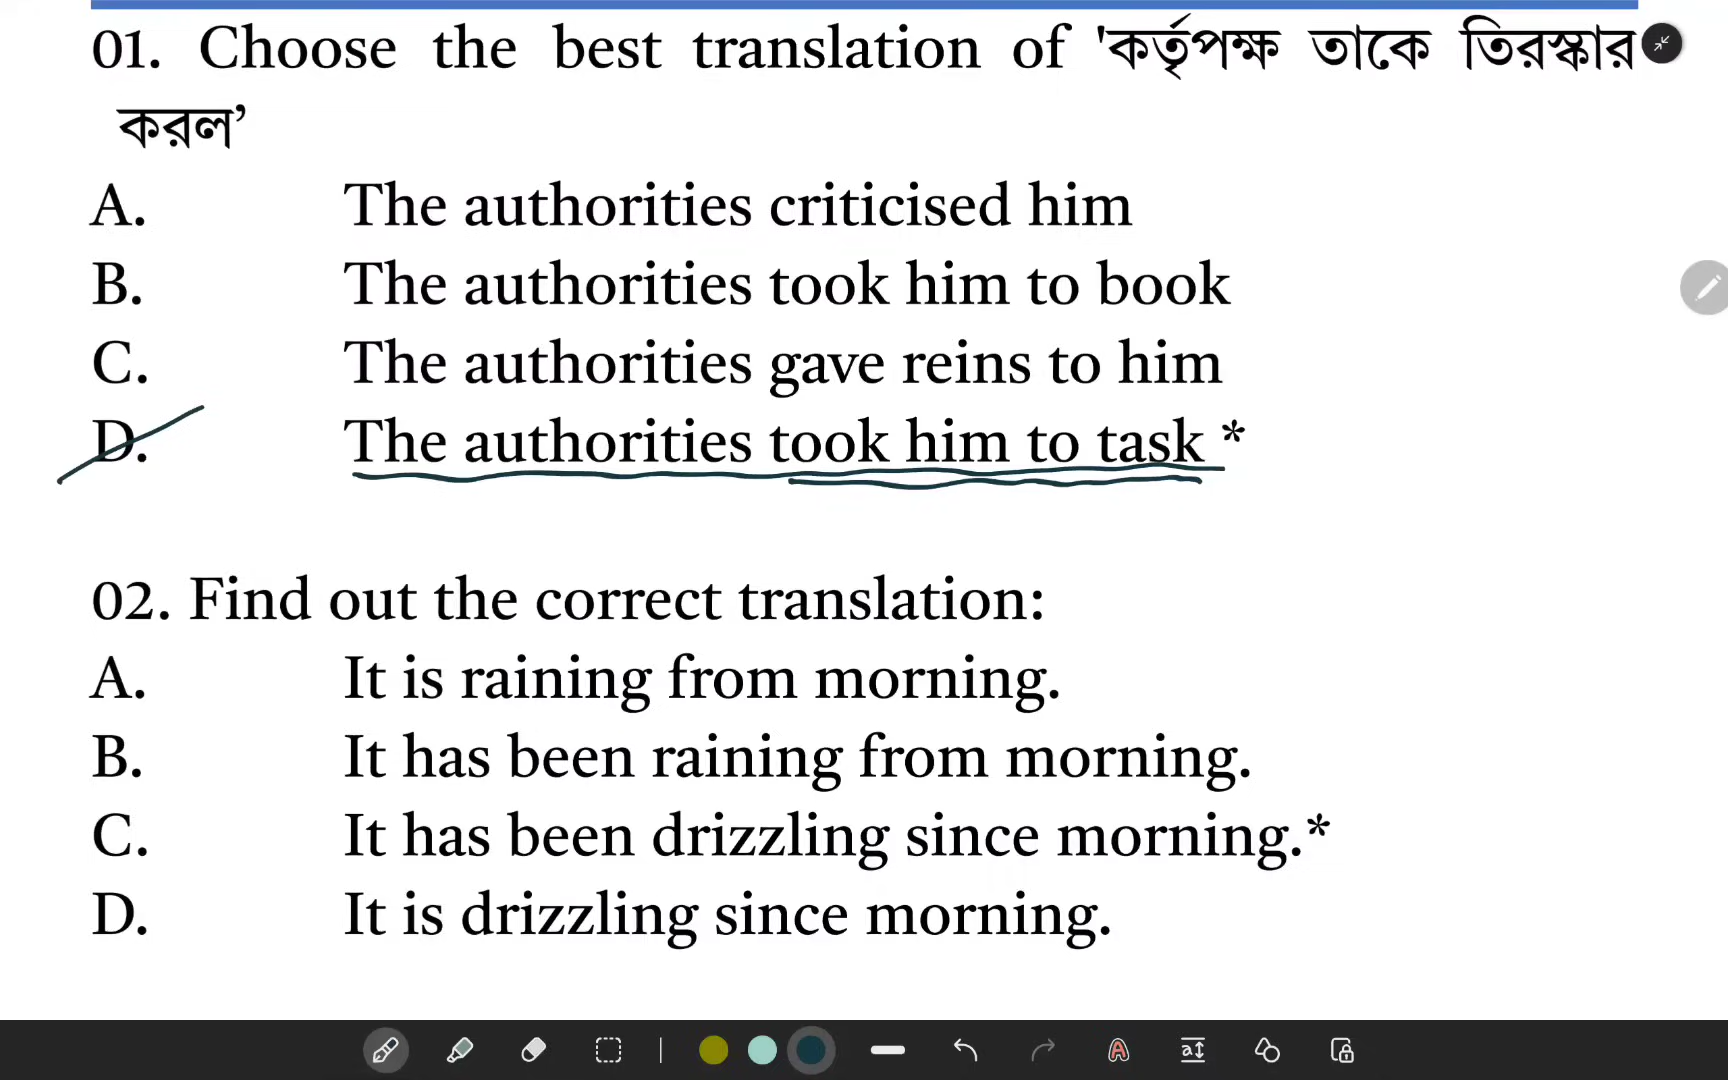 01. Choose the best translation of 'কর্তৃপক্ষ তাকে তিরস্কার
করল’
A. The authorities criticised him
B. The authorities took him to book
C. The authorities gave reins to him
D. The authorities took him to task *
02. Find out the correct translation:
A. It is raining from morning.
B. It has been raining from morning.
C. It has been drizzling since morning.*
D. It is drizzling since morning.